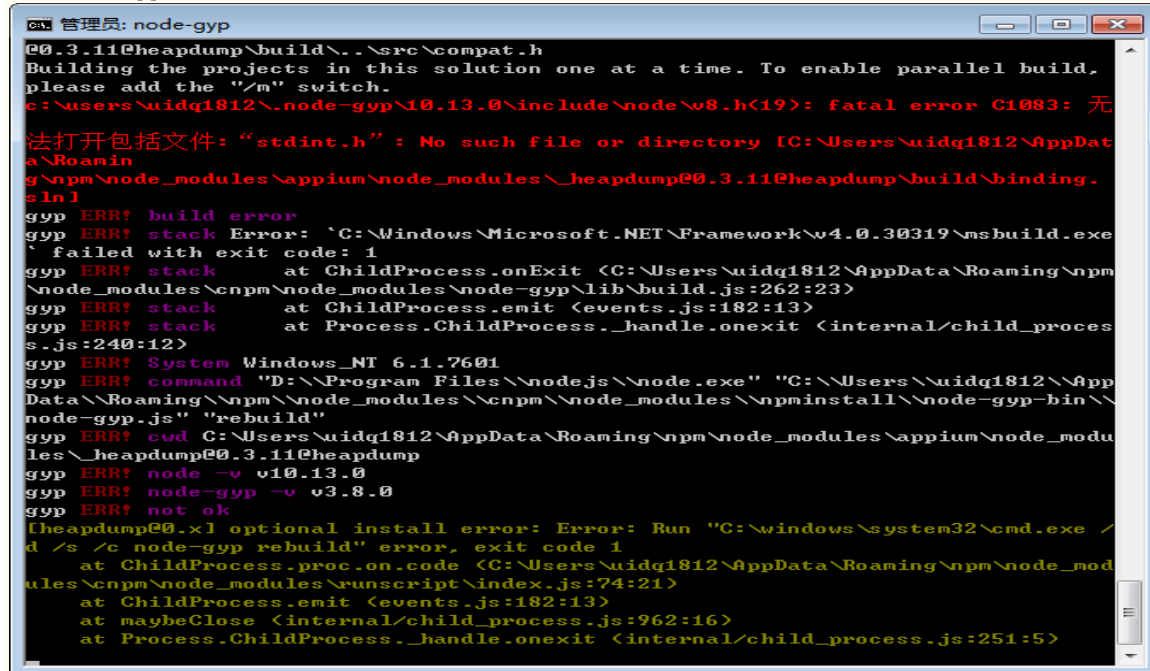 管理员: node-gyp
@0.3.11@heapdump\build\..\src\compat.h
Building the projects in this solution one at a time. To enable parallel build,
please add the "/m" switch.
c:\users\uidq1812\.node-gyp\10.13.0\include\node\v8.h(19): fatal error C1083: 无
法打开包括文件: “stdint.h”: No such file or directory [C:\Users\uidq1812\AppDat
a\Roamin
g\npm\node_modules\appium\node_modules\_heapdump@0.3.11@heapdump\build\binding.
sln]
gyp ERR! build error
gyp ERR! stack Error: `C:\Windows\Microsoft.NET\Framework\v4.0.30319\msbuild.exe
` failed with exit code: 1
gyp ERR! stack     at ChildProcess.onExit (C:\Users\uidq1812\AppData\Roaming\npm
\node_modules\cnpm\node_modules\node-gyp\lib\build.js:262:23)
gyp ERR! stack     at ChildProcess.emit (events.js:182:13)
gyp ERR! stack     at Process.ChildProcess._handle.onexit (internal/child_proces
s.js:240:12)
gyp ERR! System Windows_NT 6.1.7601
gyp ERR! command "D:\\Program Files\\nodejs\\node.exe" "C:\\Users\\uidq1812\\App
Data\\Roaming\\npm\\node_modules\\cnpm\\node_modules\\npminstall\\node-gyp-bin\\
node-gyp.js" "rebuild"
gyp ERR! cwd C:\Users\uidq1812\AppData\Roaming\npm\node_modules\appium\node_modu
les\_heapdump@0.3.11@heapdump
gyp ERR! node -v v10.13.0
gyp ERR! node-gyp -v v3.8.0
gyp ERR! not ok
[heapdump@0.x] optional install error: Error: Run "C:\windows\system32\cmd.exe /
d /s /c node-gyp rebuild" error, exit code 1
    at ChildProcess.proc.on.code (C:\Users\uidq1812\AppData\Roaming\npm\node_mod
ules\cnpm\node_modules\runscript\index.js:74:21)
    at ChildProcess.emit (events.js:182:13)
    at maybeClose (internal/child_process.js:962:16)
    at Process.ChildProcess._handle.onexit (internal/child_process.js:251:5)